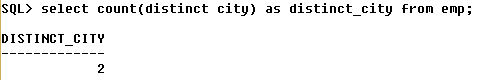 SQL> select count(distinct city) as distinct_city from emp;
DISTINCT_CITY
-------------
2